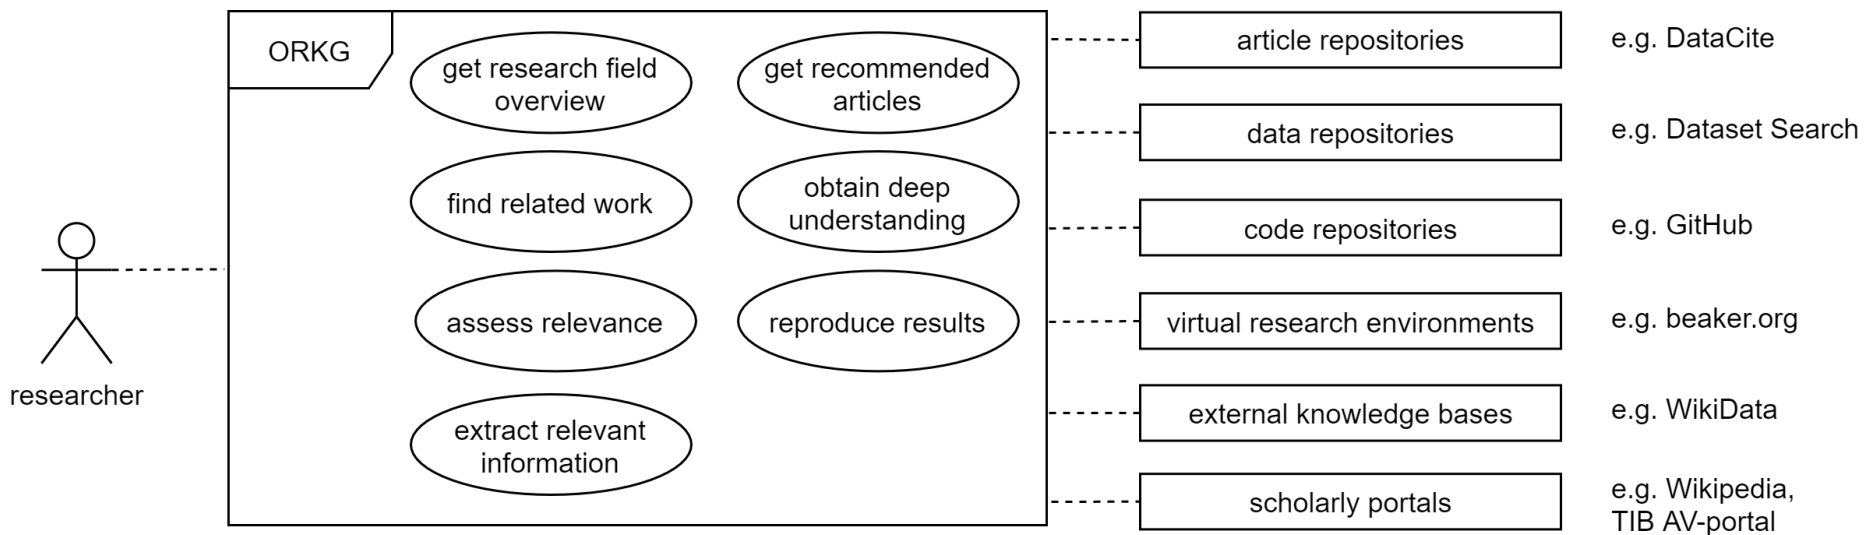 ORKG
get research field
overview
get recommended
articles
find related work
obtain deep
understanding
assess relevance
reproduce results
extract relevant
information
researcher
article repositories
e.g. DataCite
data repositories
e.g. Dataset Search
code repositories
e.g. GitHub
virtual research environments
e.g. beaker.org
external knowledge bases
e.g. WikiData
scholarly portals
e.g. Wikipedia,
TIB AV-portal